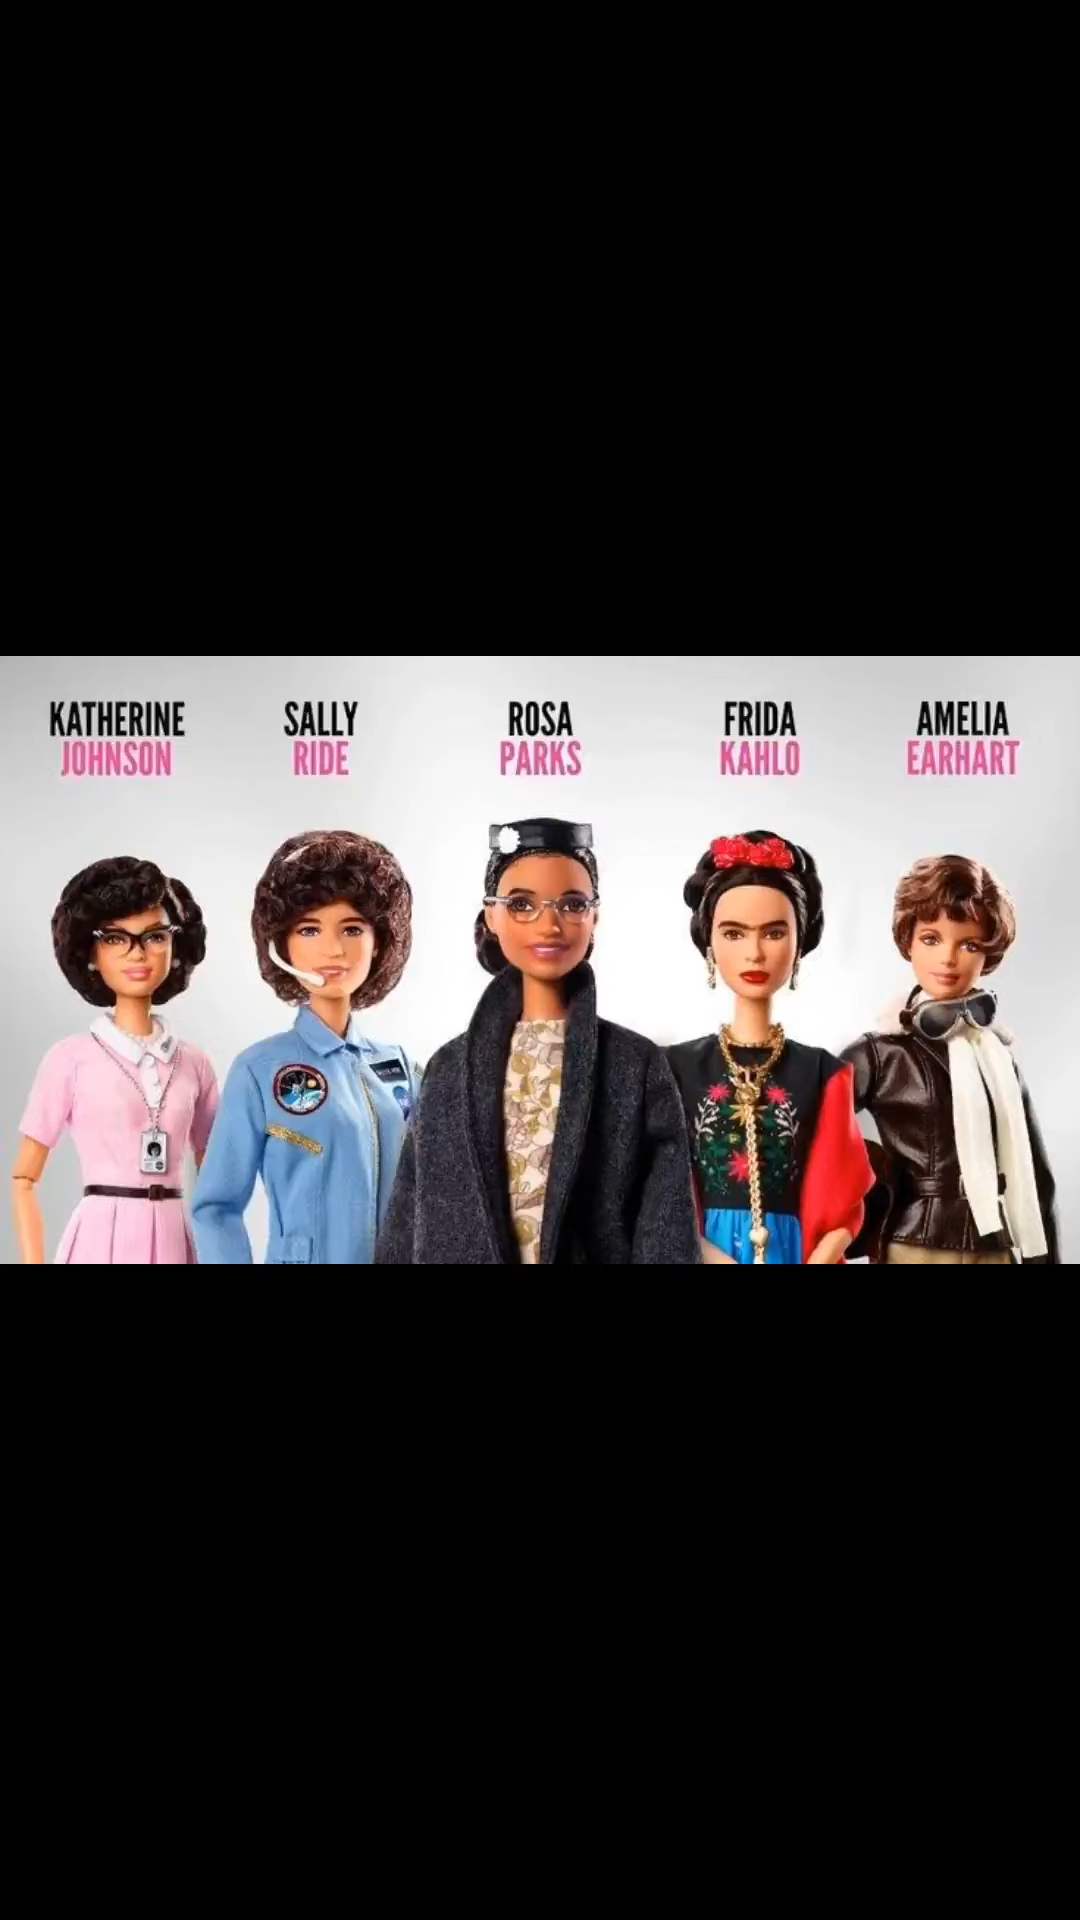 KATHERINE
JOHNSON
SALLY
RIDE
ROSA
PARKS
FRIDA
KAHLO
AMELIA
EARHART